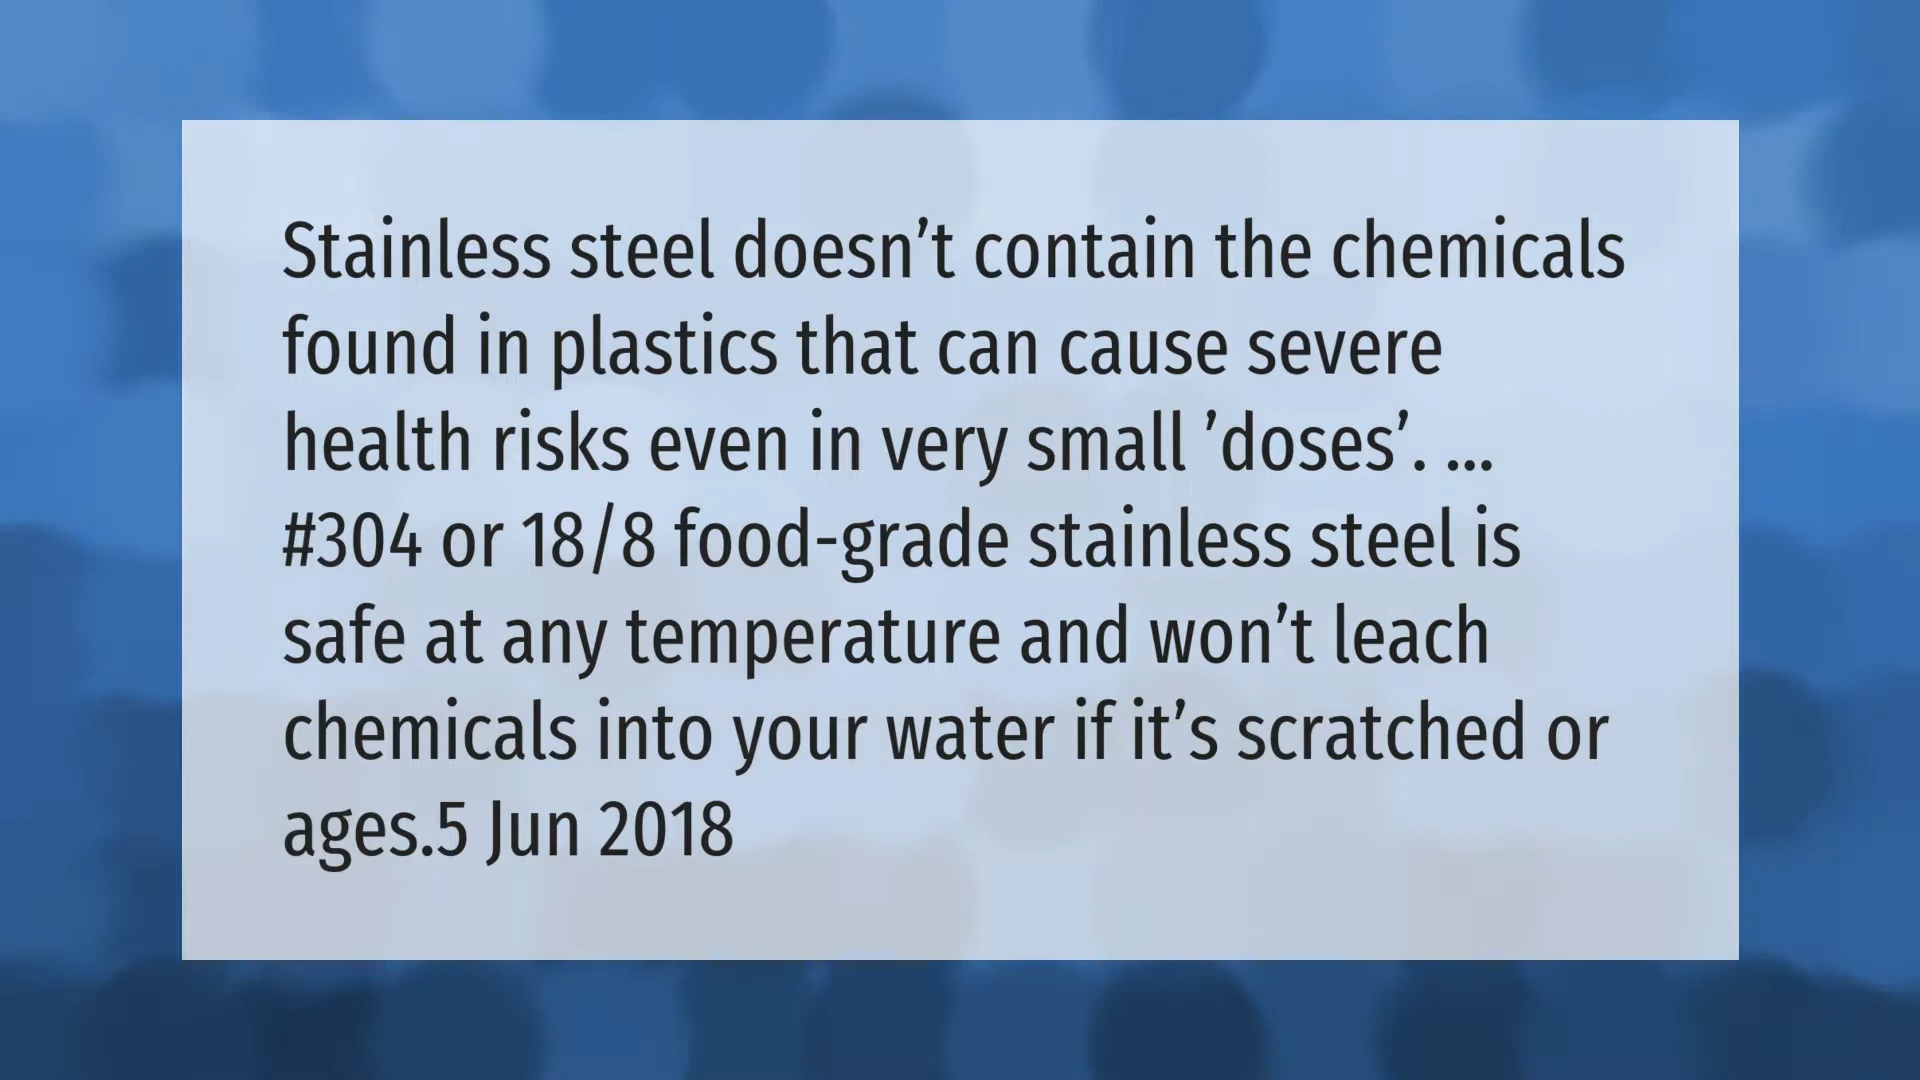 Stainless steel doesn’t contain the chemicals
found in plastics that can cause severe
health risks even in very small ’doses’. ...
#304 or 18/8 food-grade stainless steel is
safe at any temperature and won’t leach
chemicals into your water if it’s scratched or
ages.5 Jun 2018